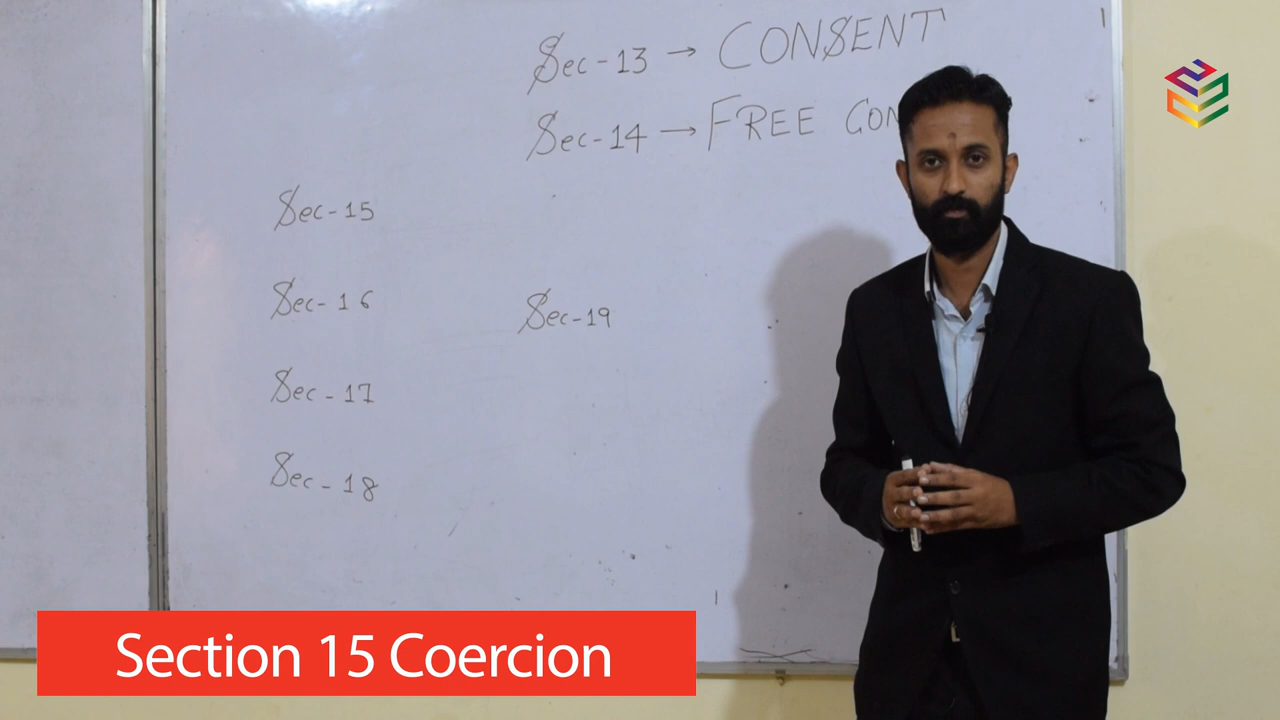 Sec-13 → CONSENT
Sec-14 → FREE CON
Sec-15
Sec-16
Sec-19
Sec-17
Sec-18
Section 15 Coercion